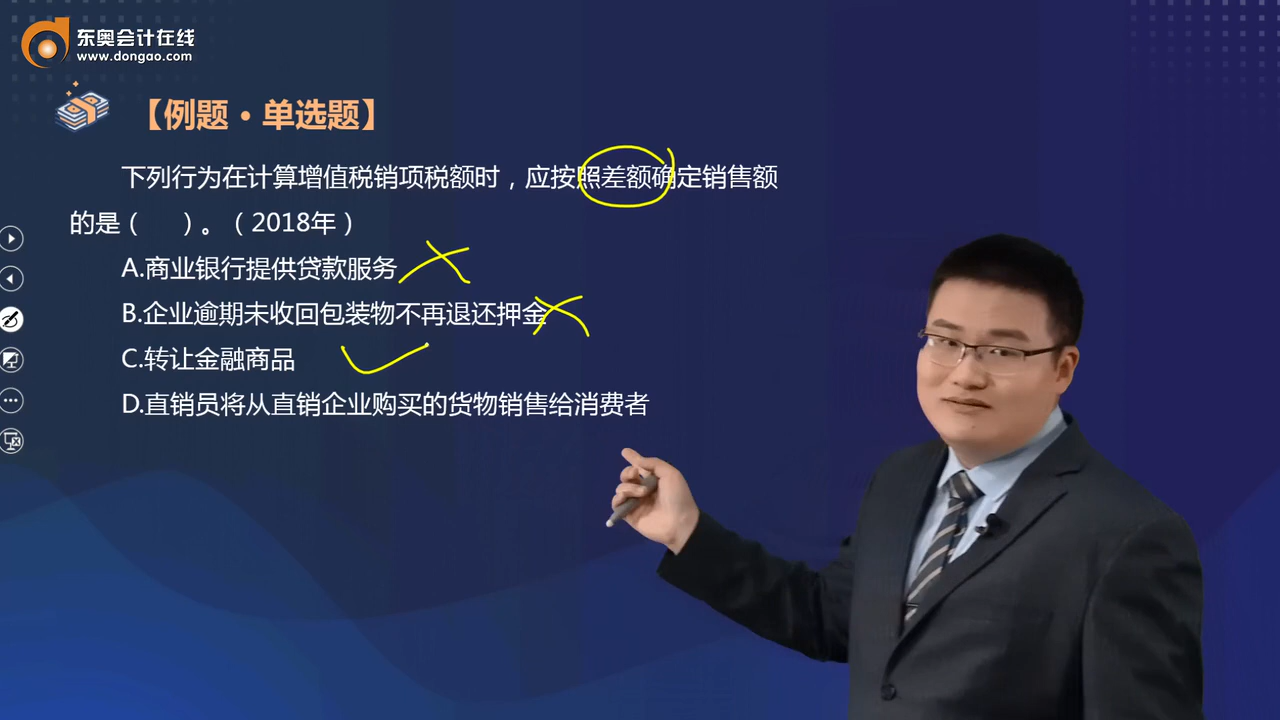 东奥会计在线
www.dongao.com
【例题•单选题】
下列行为在计算增值税销项税额时，应按照差额确定销售额
的是（　）。（2018年）
A.商业银行提供贷款服务
B.企业逾期未收回包装物不再退还押金
C.转让金融商品
D.直销员将从直销企业购买的货物销售给消费者